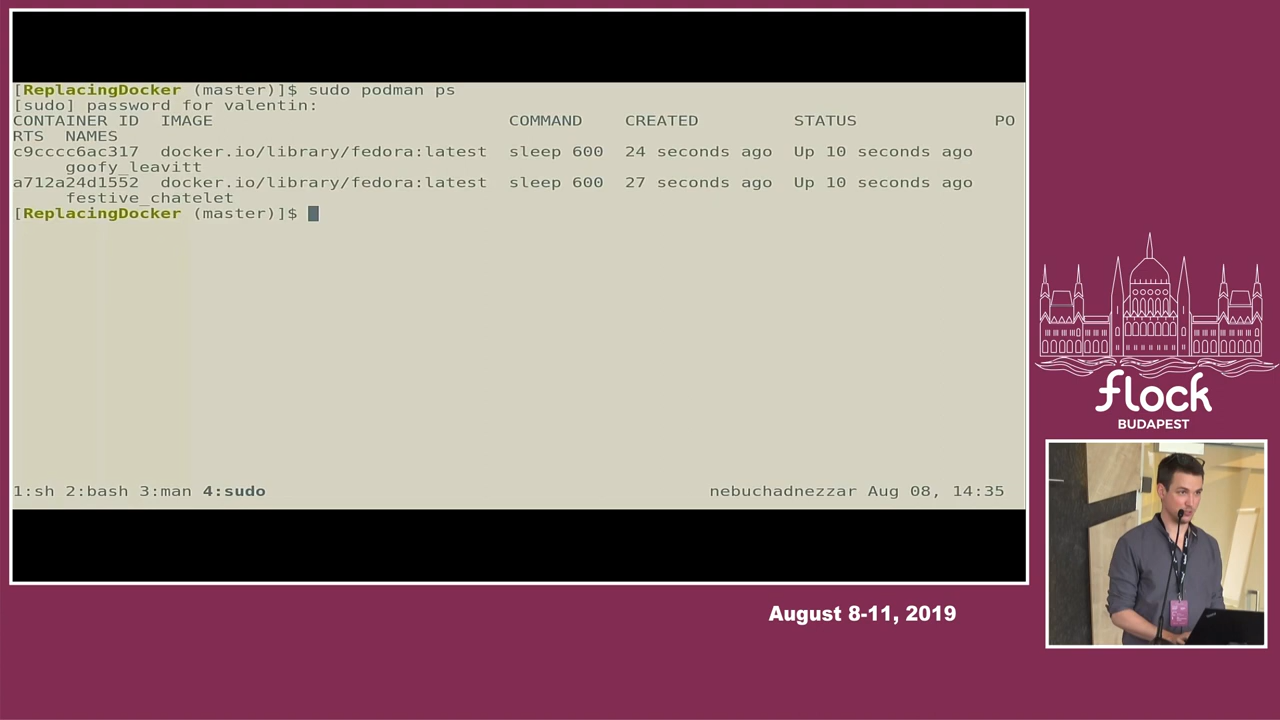 [ReplacingDocker (master)]$ sudo podman ps
[sudo] password for valentin:
CONTAINER ID  IMAGE                            COMMAND    CREATED         STATUS             PO
RTS  NAMES
c9cccc6ac317  docker.io/library/fedora:latest  sleep 600  24 seconds ago  Up 10 seconds ago
     goofy_leavitt
a712a24d1552  docker.io/library/fedora:latest  sleep 600  27 seconds ago  Up 10 seconds ago
     festive_chatelet
[ReplacingDocker (master)]$
1:sh 2:bash 3:man 4:sudo nebuchadnezzar Aug 08, 14:35
flock
BUDAPEST
August 8-11, 2019